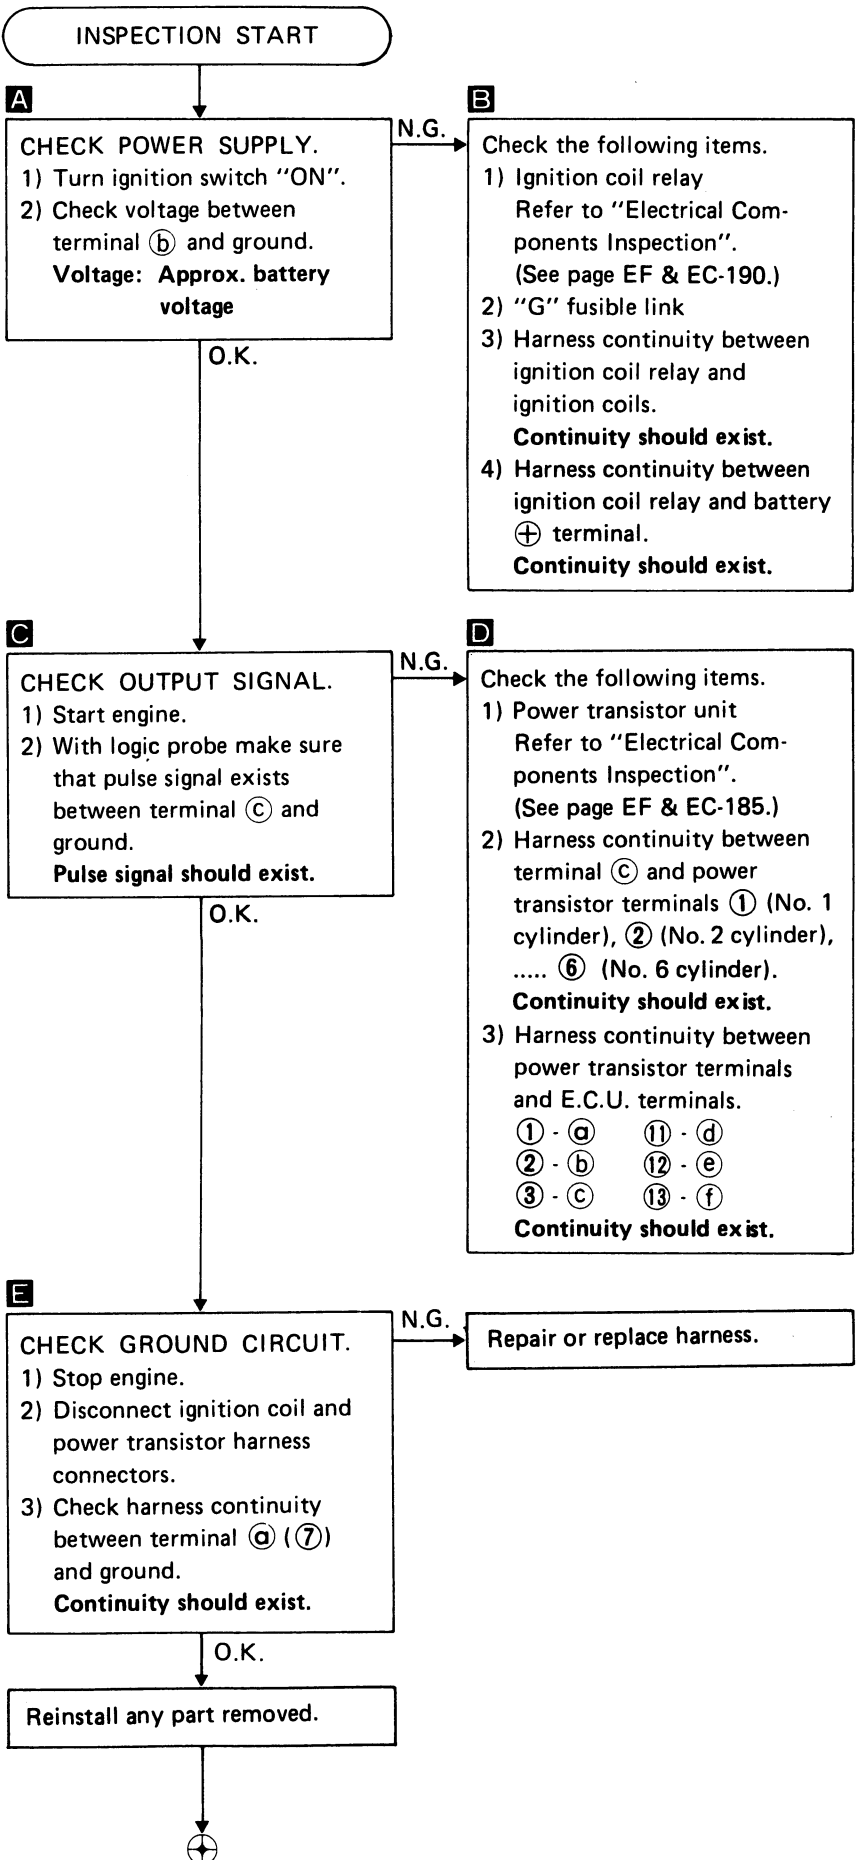 INSPECTION START
A
CHECK POWER SUPPLY.
1) Turn ignition switch "ON".
2) Check voltage between
terminal ⓑ and ground.
Voltage: Approx. battery
voltage
N.G.
O.K.
B
Check the following items.
1) Ignition coil relay
Refer to "Electrical Com-
ponents Inspection".
(See page EF & EC-190.)
2) "G" fusible link
3) Harness continuity between
ignition coil relay and
ignition coils.
Continuity should exist.
4) Harness continuity between
ignition coil relay and battery
⊕ terminal.
Continuity should exist.
C
CHECK OUTPUT SIGNAL.
1) Start engine.
2) With logic probe make sure
that pulse signal exists
between terminal ⓒ and
ground.
Pulse signal should exist.
N.G.
O.K.
D
Check the following items.
1) Power transistor unit
Refer to "Electrical Com-
ponents Inspection".
(See page EF & EC-185.)
2) Harness continuity between
terminal ⓒ and power
transistor terminals ① (No. 1
cylinder), ② (No. 2 cylinder),
..... ⑥ (No. 6 cylinder).
Continuity should exist.
3) Harness continuity between
power transistor terminals
and E.C.U. terminals.
① - ⓐ ⑪ - ⓓ
② - ⓑ ⑫ - ⓔ
③ - ⓒ ⑬ - ⓕ
Continuity should exist.
E
CHECK GROUND CIRCUIT.
1) Stop engine.
2) Disconnect ignition coil and
power transistor harness
connectors.
3) Check harness continuity
between terminal ⓐ (⑦)
and ground.
Continuity should exist.
N.G.
Repair or replace harness.
O.K.
Reinstall any part removed.